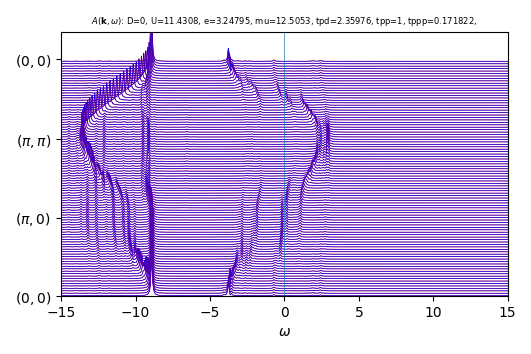 A(k, ω): D=0, U=11.4308, e=3.24795, mu=12.5053, tpd=2.35976, tpp=1, tppp=0.171822,
(0, 0)
(π, π)
(π, 0)
(0, 0)
−15 −10 −5 0 5 10 15
ω